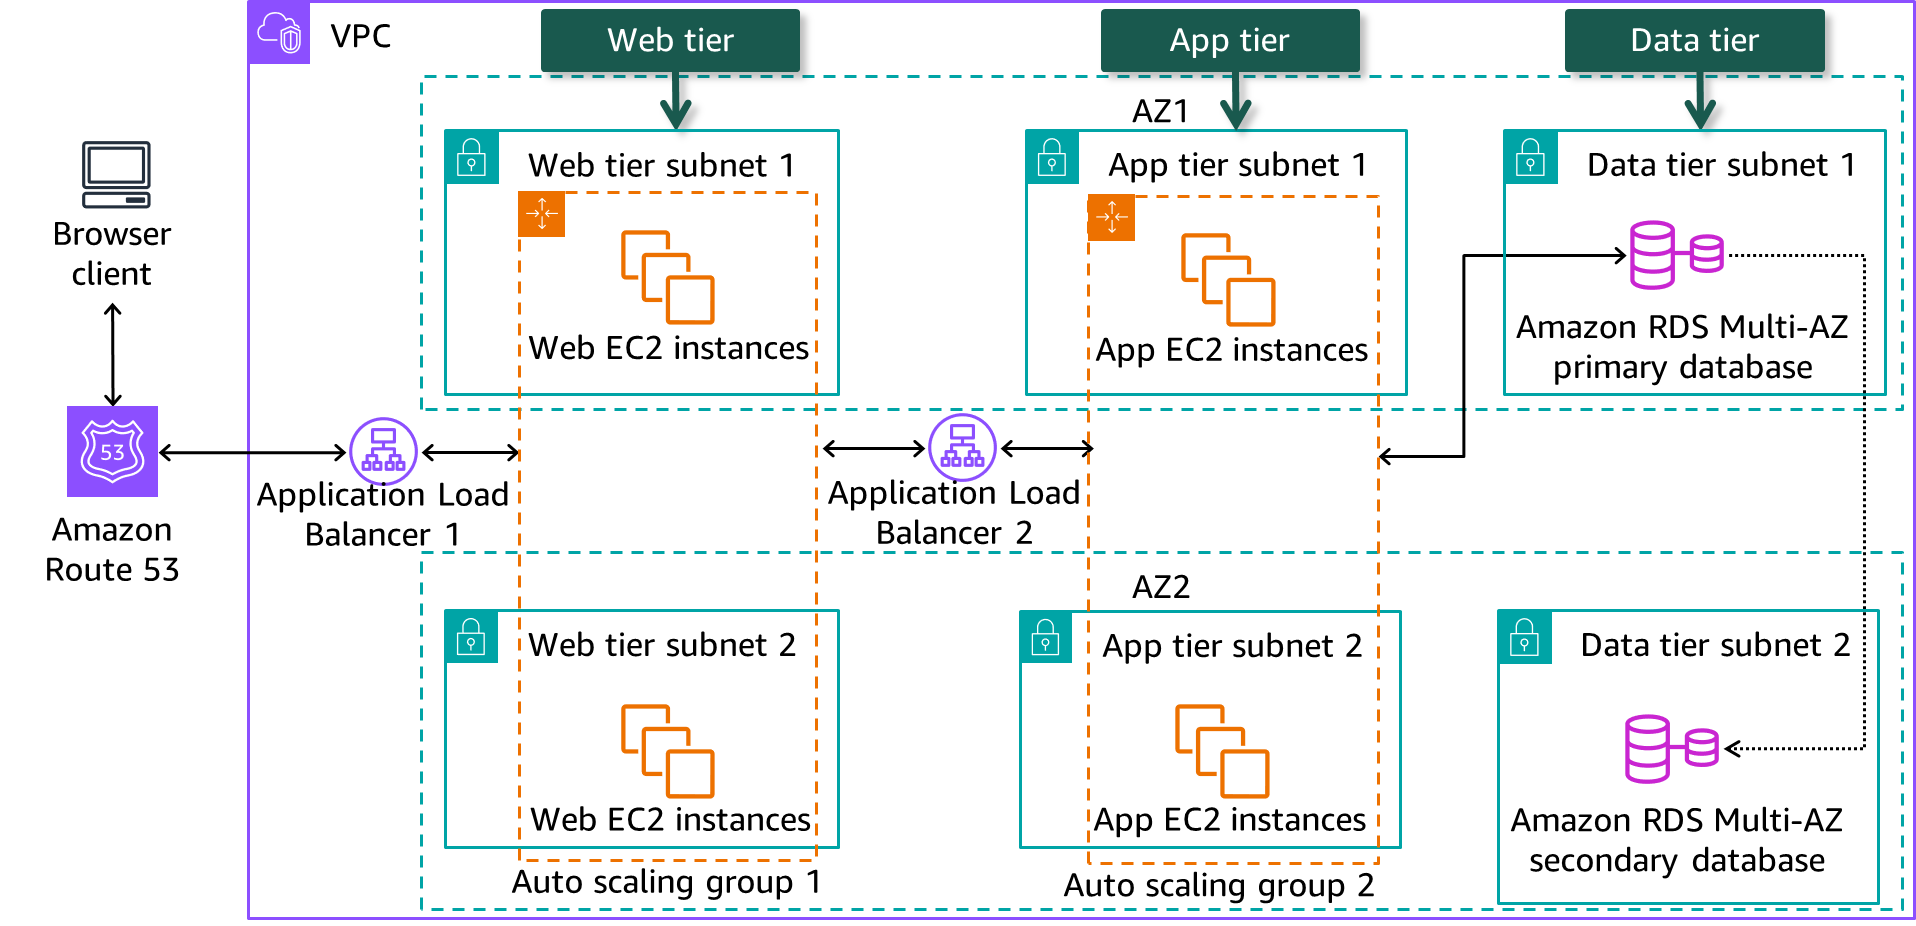 VPC
Web tier
App tier
Data tier
AZ1
Web tier subnet 1
App tier subnet 1
Data tier subnet 1
Browser
client
Web EC2 instances
App EC2 instances
Amazon RDS Multi-AZ
primary database
53
Amazon
Route 53
Application Load
Balancer 1
Application Load
Balancer 2
AZ2
Web tier subnet 2
App tier subnet 2
Data tier subnet 2
Web EC2 instances
App EC2 instances
Amazon RDS Multi-AZ
secondary database
Auto scaling group 1
Auto scaling group 2